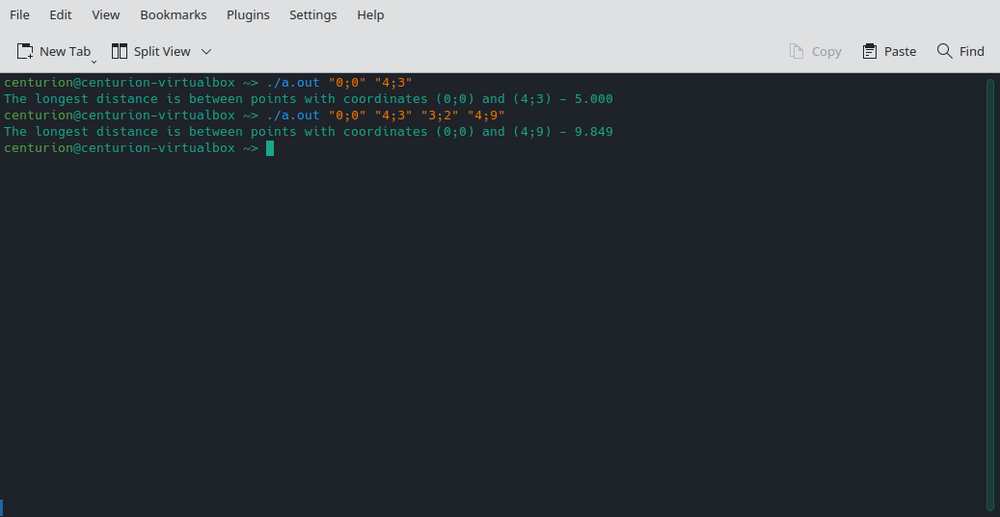 File Edit View Bookmarks Plugins Settings Help
New Tab Split View Copy Paste Find
centurion@centurion-virtualbox ~> ./a.out "0;0" "4;3"
The longest distance is between points with coordinates (0;0) and (4;3) - 5.000
centurion@centurion-virtualbox ~> ./a.out "0;0" "4;3" "3;2" "4;9"
The longest distance is between points with coordinates (0;0) and (4;9) - 9.849
centurion@centurion-virtualbox ~>